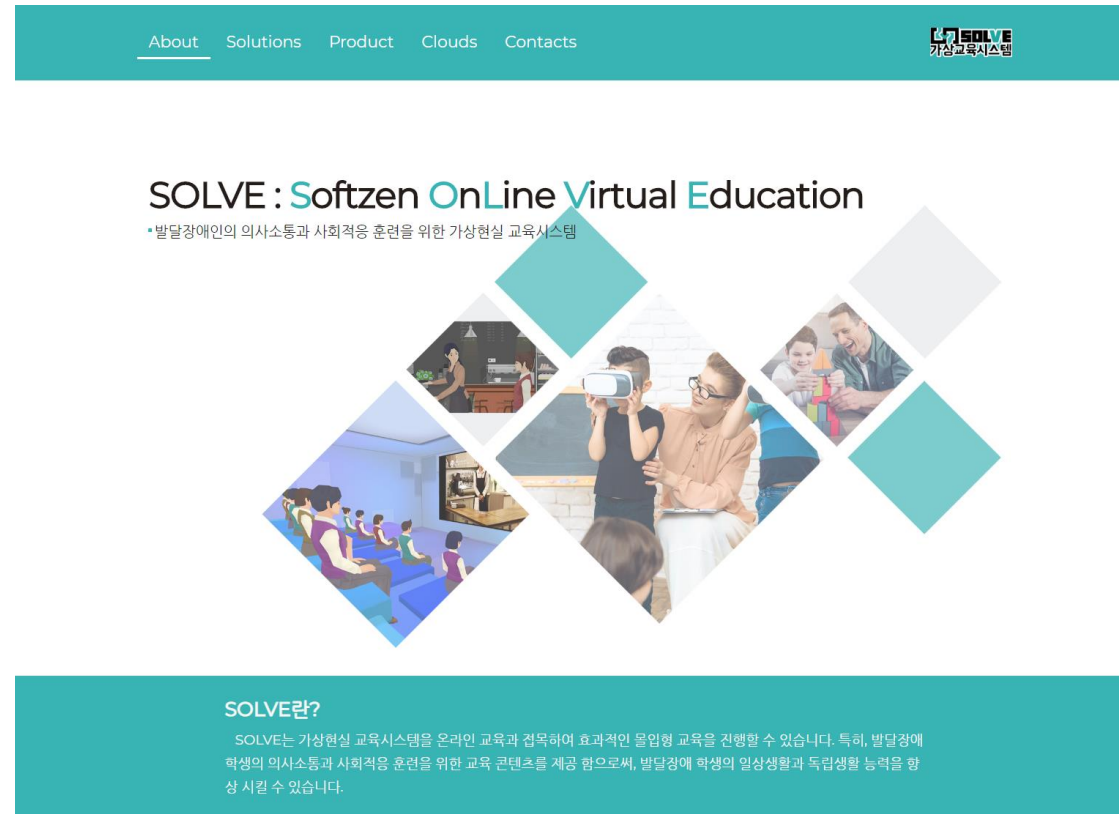 About Solutions Product Clouds Contacts
SOLVE
가상교육시스템
SOLVE : Softzen OnLine Virtual Education
발달장애인의 의사소통과 사회적응 훈련을 위한 가상현실 교육시스템
SOLVE란?
SOLVE는 가상현실 교육시스템을 온라인 교육과 접목하여 효과적인 몰입형 교육을 진행할 수 있습니다. 특히, 발달장애
학생의 의사소통과 사회적응 훈련을 위한 교육 콘텐츠를 제공 함으로써, 발달장애 학생의 일상생활과 독립생활 능력을 향
상 시킬 수 있습니다.